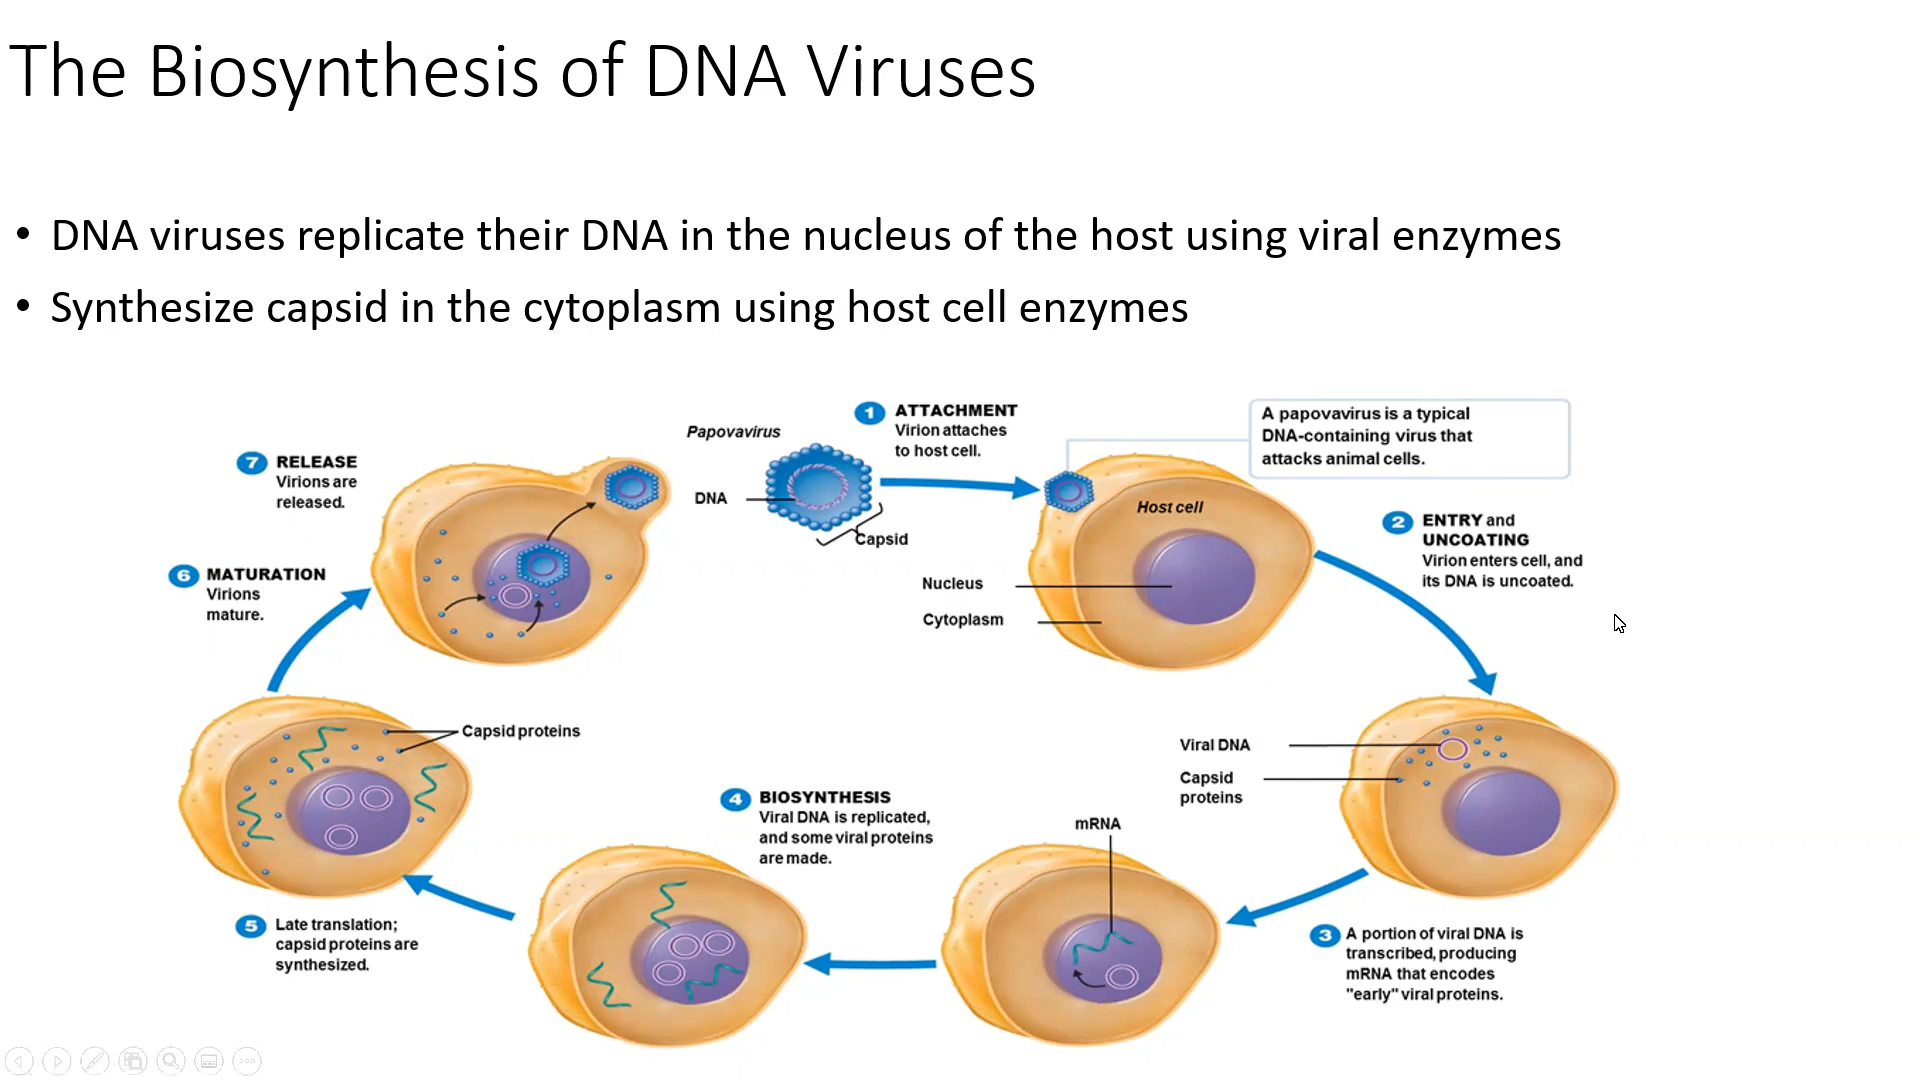 The Biosynthesis of DNA Viruses
• DNA viruses replicate their DNA in the nucleus of the host using viral enzymes
• Synthesize capsid in the cytoplasm using host cell enzymes
Papovavirus
DNA
Capsid
1 ATTACHMENT
Virion attaches
to host cell.
A papovavirus is a typical
DNA-containing virus that
attacks animal cells.
Host cell
Nucleus
Cytoplasm
2 ENTRY and
UNCOATING
Virion enters cell, and
its DNA is uncoated.
Viral DNA
Capsid
proteins
3 A portion of viral DNA is
transcribed, producing
mRNA that encodes
"early" viral proteins.
mRNA
4 BIOSYNTHESIS
Viral DNA is replicated,
and some viral proteins
are made.
5 Late translation;
capsid proteins are
synthesized.
Capsid proteins
6 MATURATION
Virions
mature.
7 RELEASE
Virions are
released.